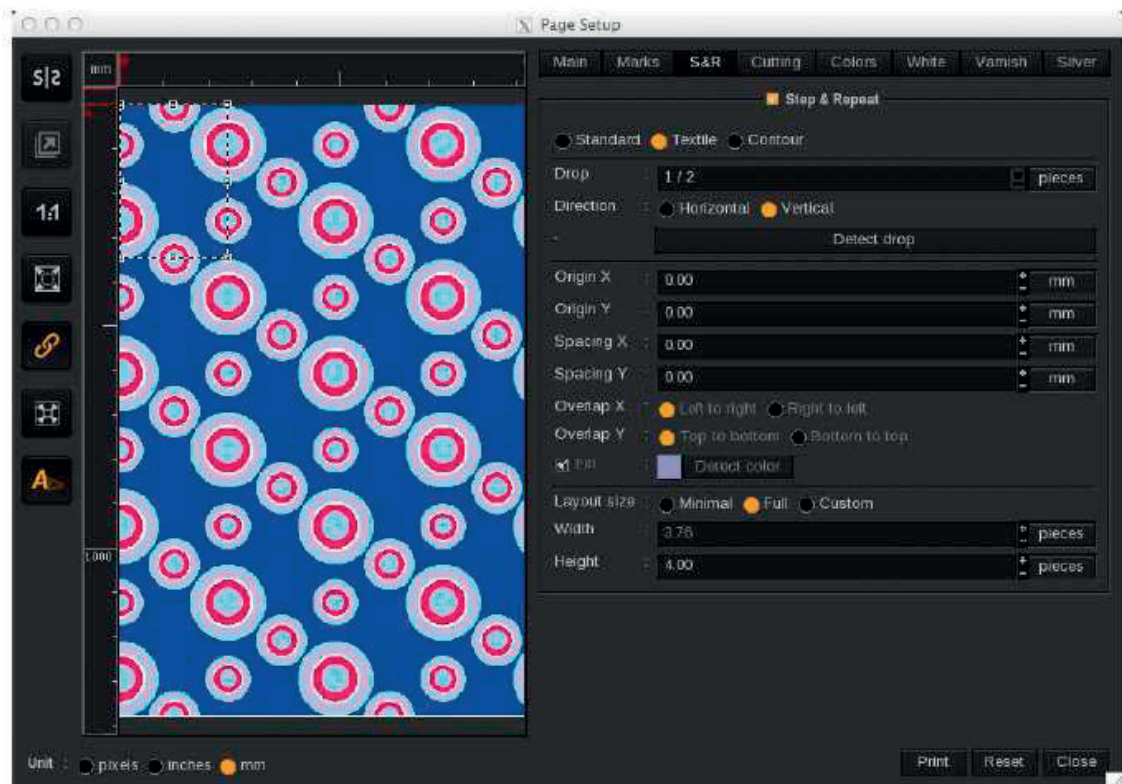 Page Setup
S|S
mm
1:1
A
1,000
Main Marks S&R Cutting Colors White Varnish Silver
Step & Repeat
Standard Textile Contour
Drop : 1 / 2 pieces
Direction : Horizontal Vertical
- Detect drop
Origin X : 0.00 mm
Origin Y : 0.00 mm
Spacing X : 0.00 mm
Spacing Y : 0.00 mm
Overlap X : Left to right Right to left
Overlap Y : Top to bottom Bottom to top
Fill : Detect color
Layout size : Minimal Full Custom
Width : 3.76 pieces
Height : 4.00 pieces
Unit : pixels inches mm
Print Reset Close